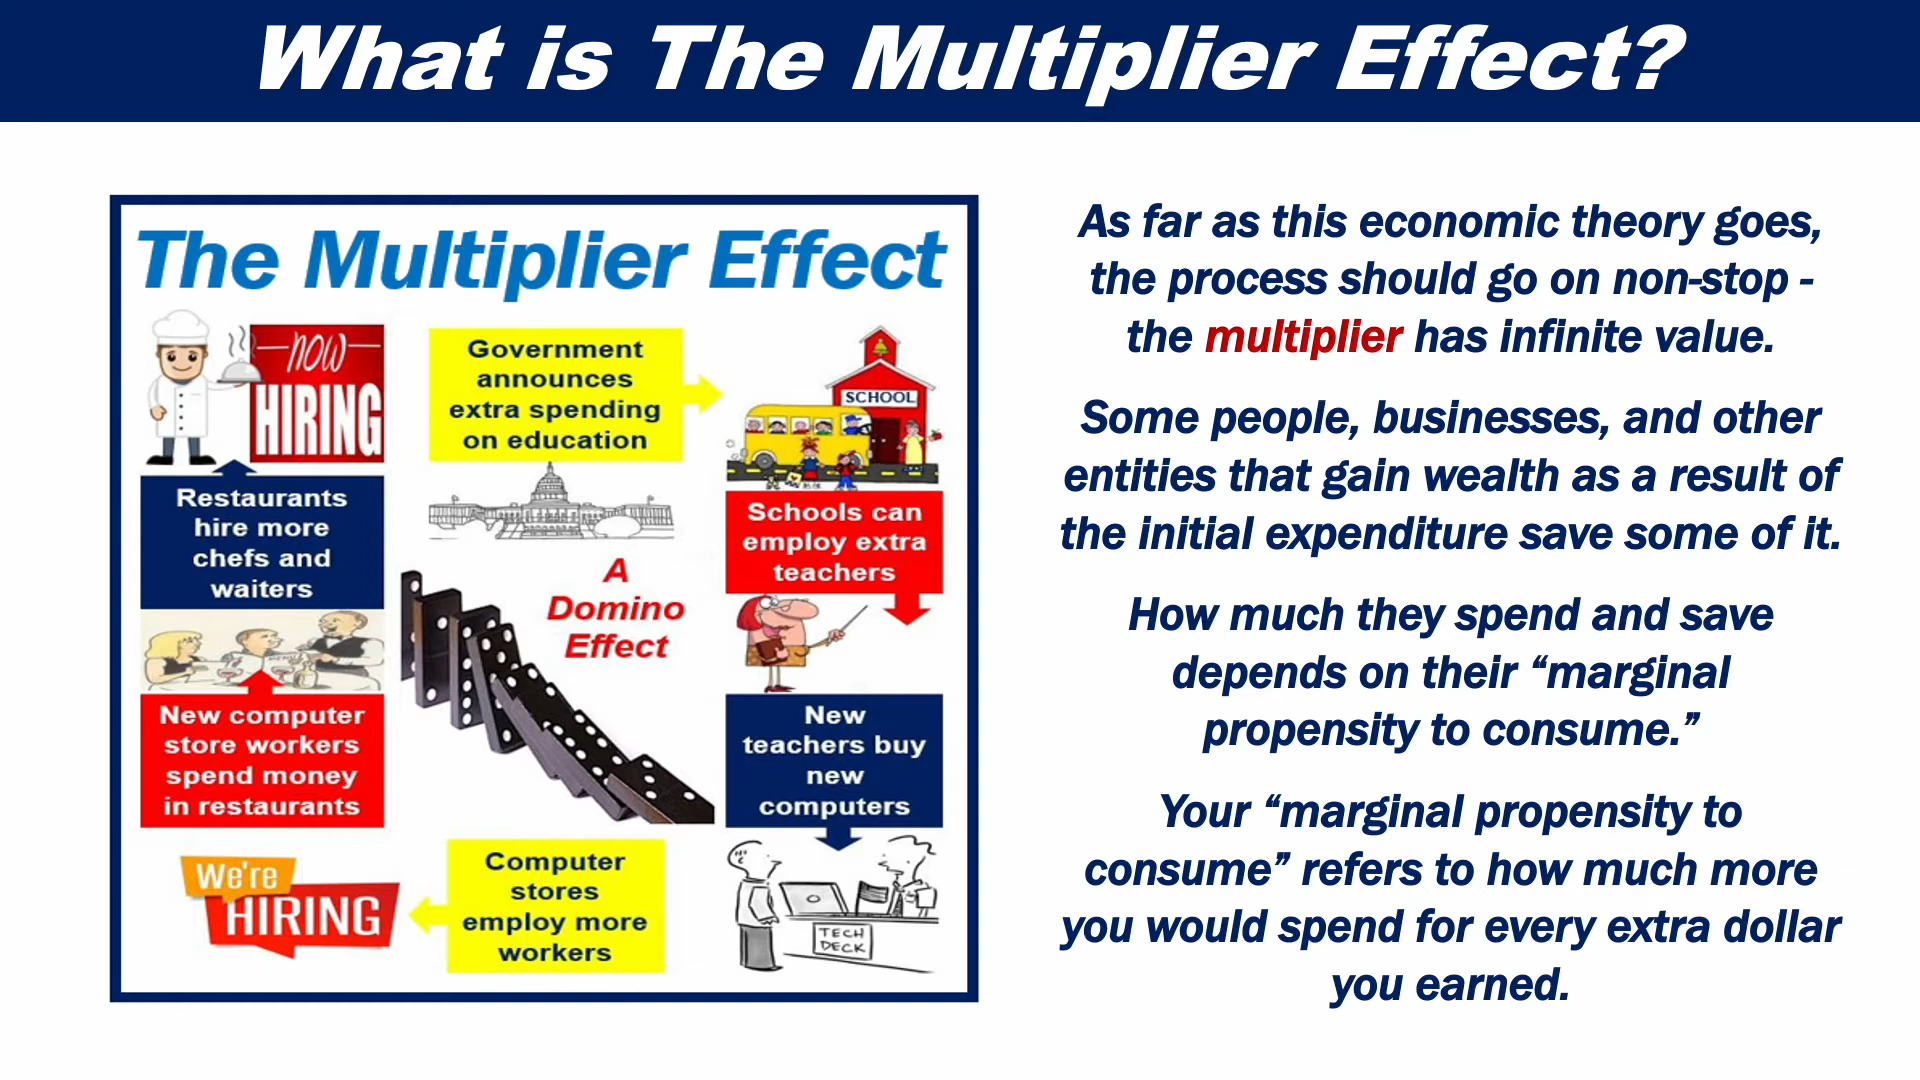 What is The Multiplier Effect?
The Multiplier Effect
now
HIRING
Government
announces
extra spending
on education
SCHOOL
Restaurants
hire more
chefs and
waiters
Schools can
employ extra
teachers
A
Domino
Effect
New computer
store workers
spend money
in restaurants
New
teachers buy
new
computers
We're
HIRING
Computer
stores
employ more
workers
TECH
DECK
As far as this economic theory goes,
the process should go on non-stop -
the multiplier has infinite value.
Some people, businesses, and other
entities that gain wealth as a result of
the initial expenditure save some of it.
How much they spend and save
depends on their “marginal
propensity to consume.”
Your “marginal propensity to
consume” refers to how much more
you would spend for every extra dollar
you earned.